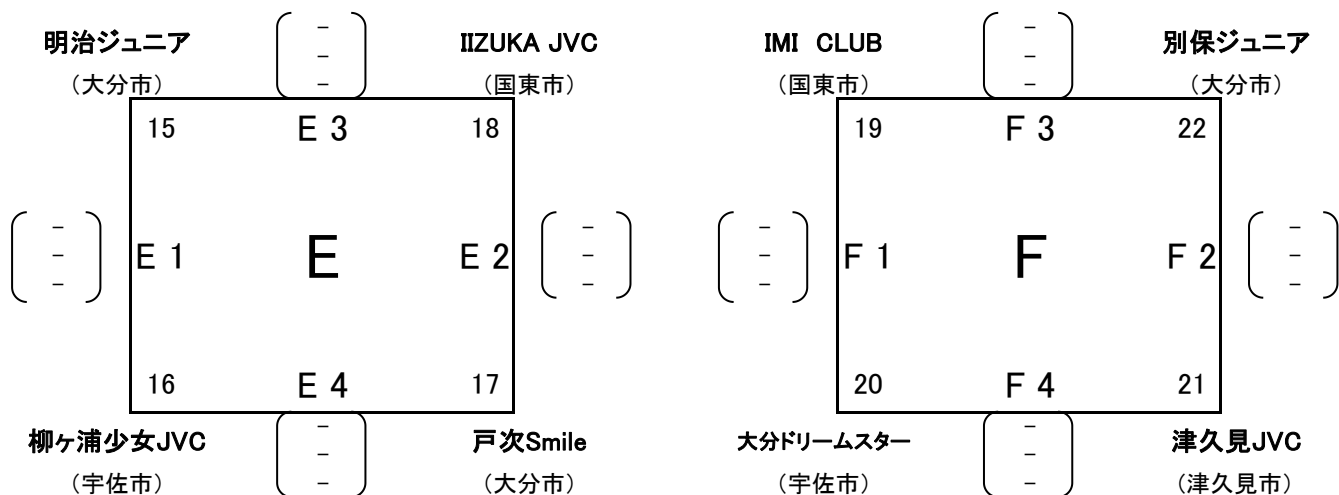 明治ジュニア
（大分市）
-
-
-
IIZUKA JVC
（国東市）
15
E 3
18
-
-
-
E 1
E
E 2
-
-
-
16
E 4
17
柳ヶ浦少女JVC
（宇佐市）
-
-
-
戸次Smile
（大分市）
IMI CLUB
（国東市）
-
-
-
別保ジュニア
（大分市）
19
F 3
22
-
-
-
F 1
F
F 2
-
-
-
20
F 4
21
大分ドリームスター
（宇佐市）
-
-
-
津久見JVC
（津久見市）